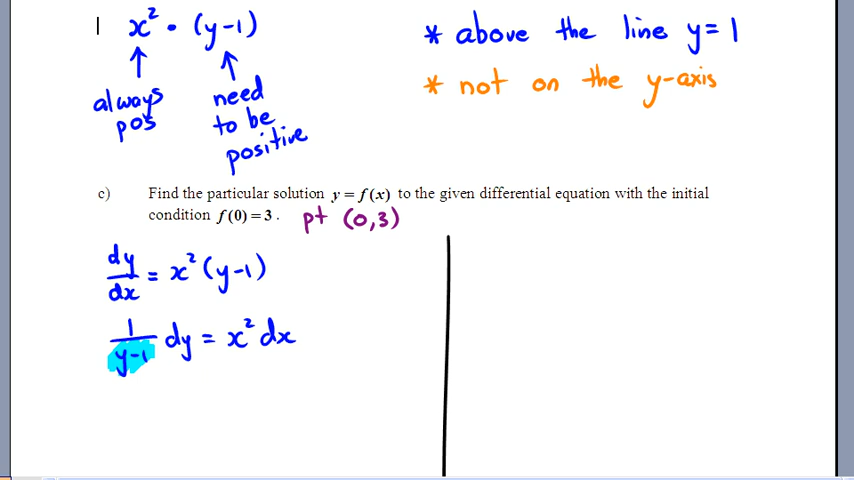 | x² • (y-1)
always pos
need to be positive
* above the line y=1
* not on the y-axis
c) Find the particular solution y = f(x) to the given differential equation with the initial
condition f(0) = 3 . pt (0,3)
dy/dx = x² (y-1)
1/(y-1) dy = x² dx